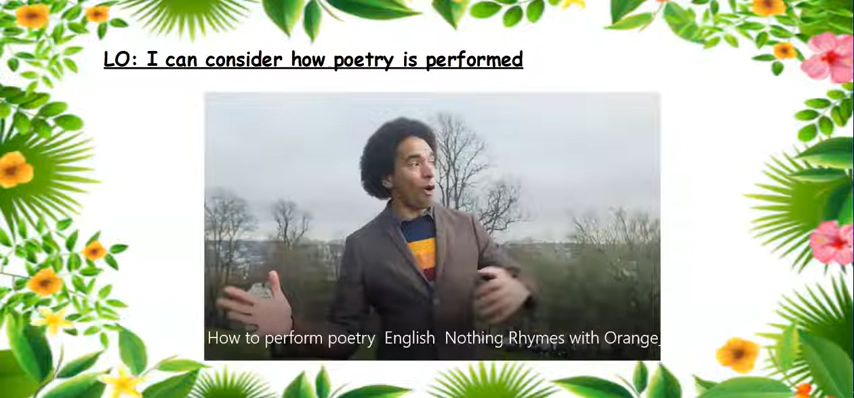 LO: I can consider how poetry is performed
How to perform poetry English Nothing Rhymes with Orange